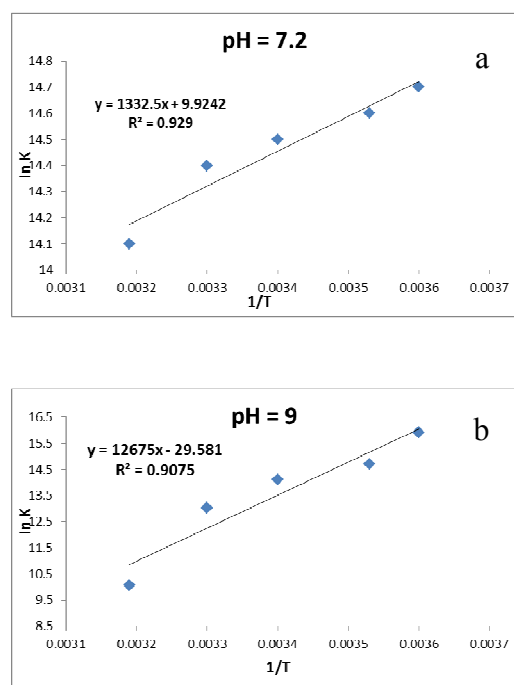 pH = 7.2
a
y = 1332.5x + 9.9242
R² = 0.929
ln K
14.8
14.7
14.6
14.5
14.4
14.3
14.2
14.1
14
0.0031 0.0032 0.0033 0.0034 0.0035 0.0036 0.0037
1/T
pH = 9
b
y = 12675x - 29.581
R² = 0.9075
ln K
16.5
15.5
14.5
13.5
12.5
11.5
10.5
9.5
8.5
0.0031 0.0032 0.0033 0.0034 0.0035 0.0036 0.0037
1/T